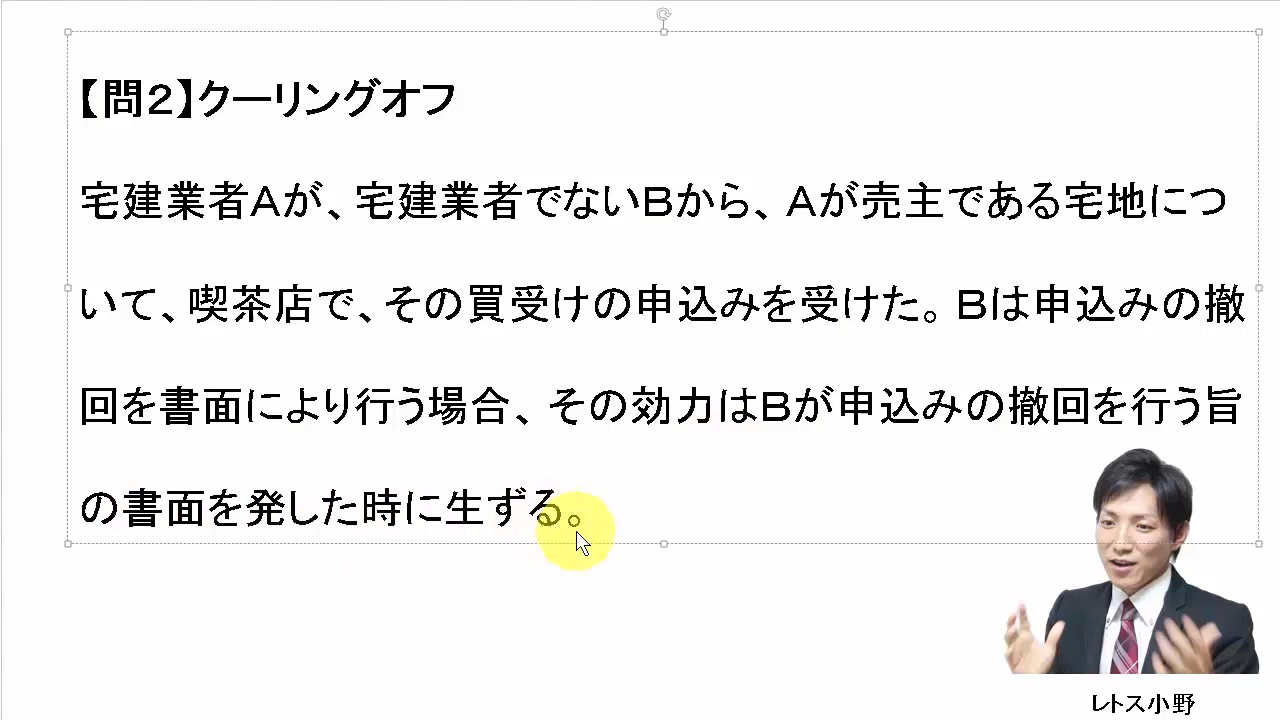 【問２】クーリングオフ
宅建業者Ａが、宅建業者でないＢから、Ａが売主である宅地につ
いて、喫茶店で、その買受けの申込みを受けた。Ｂは申込みの撤
回を書面により行う場合、その効力はＢが申込みの撤回を行う旨
の書面を発した時に生ずる。
レトス小野